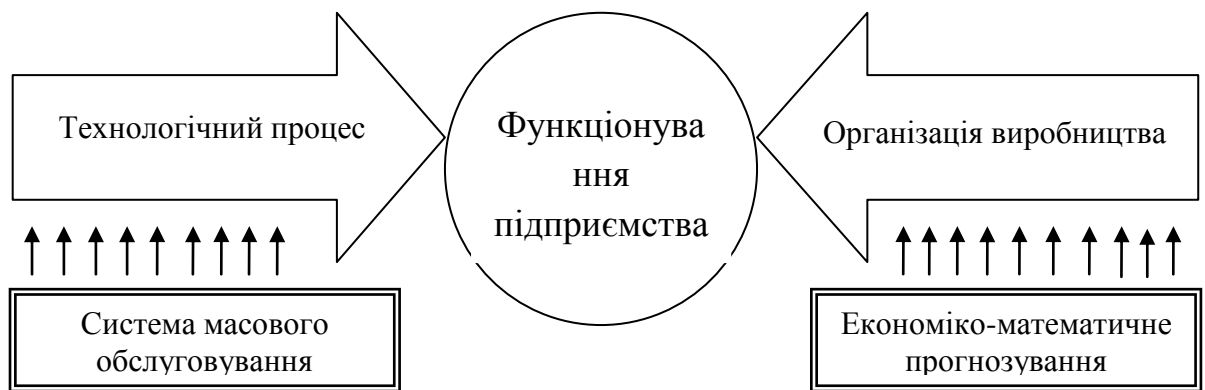 Технологічний процес
Функціонува
ння
підприємства
Організація виробництва
Система масового
обслуговування
Економіко-математичне
прогнозування